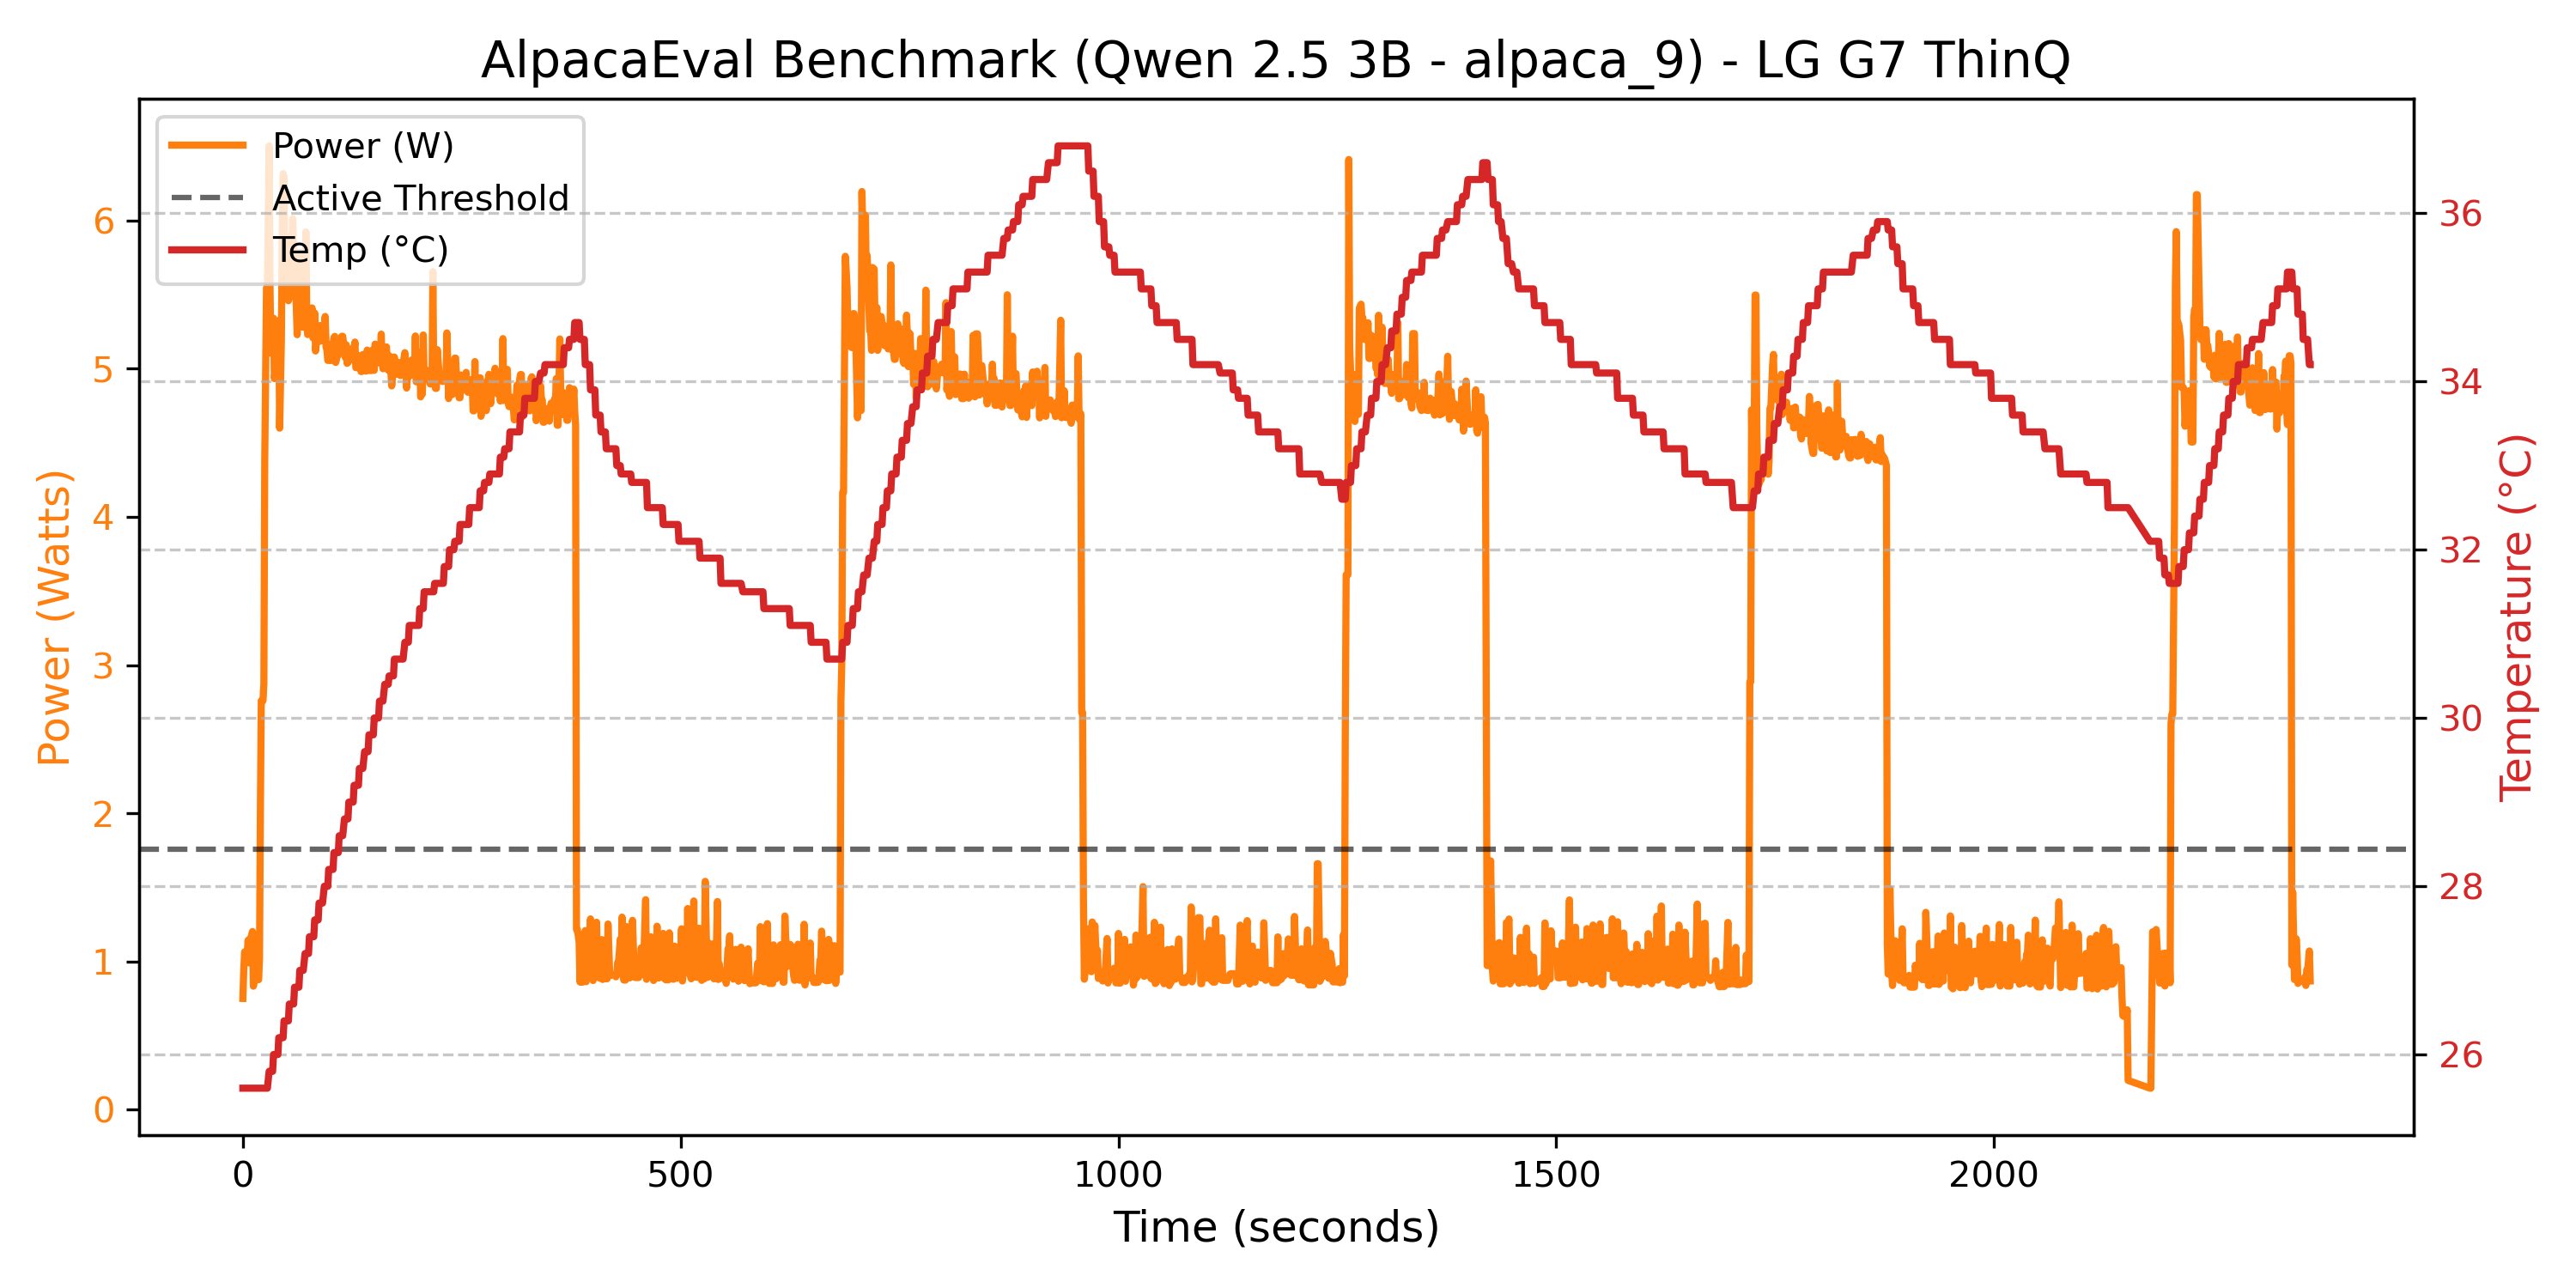 AlpacaEval Benchmark (Qwen 2.5 3B - alpaca_9) - LG G7 ThinQ
Power (W)
Active Threshold
Temp (°C)
Power (Watts)
6
5
4
3
2
1
0
Temperature (°C)
36
34
32
30
28
26
0
500
1000
1500
2000
Time (seconds)